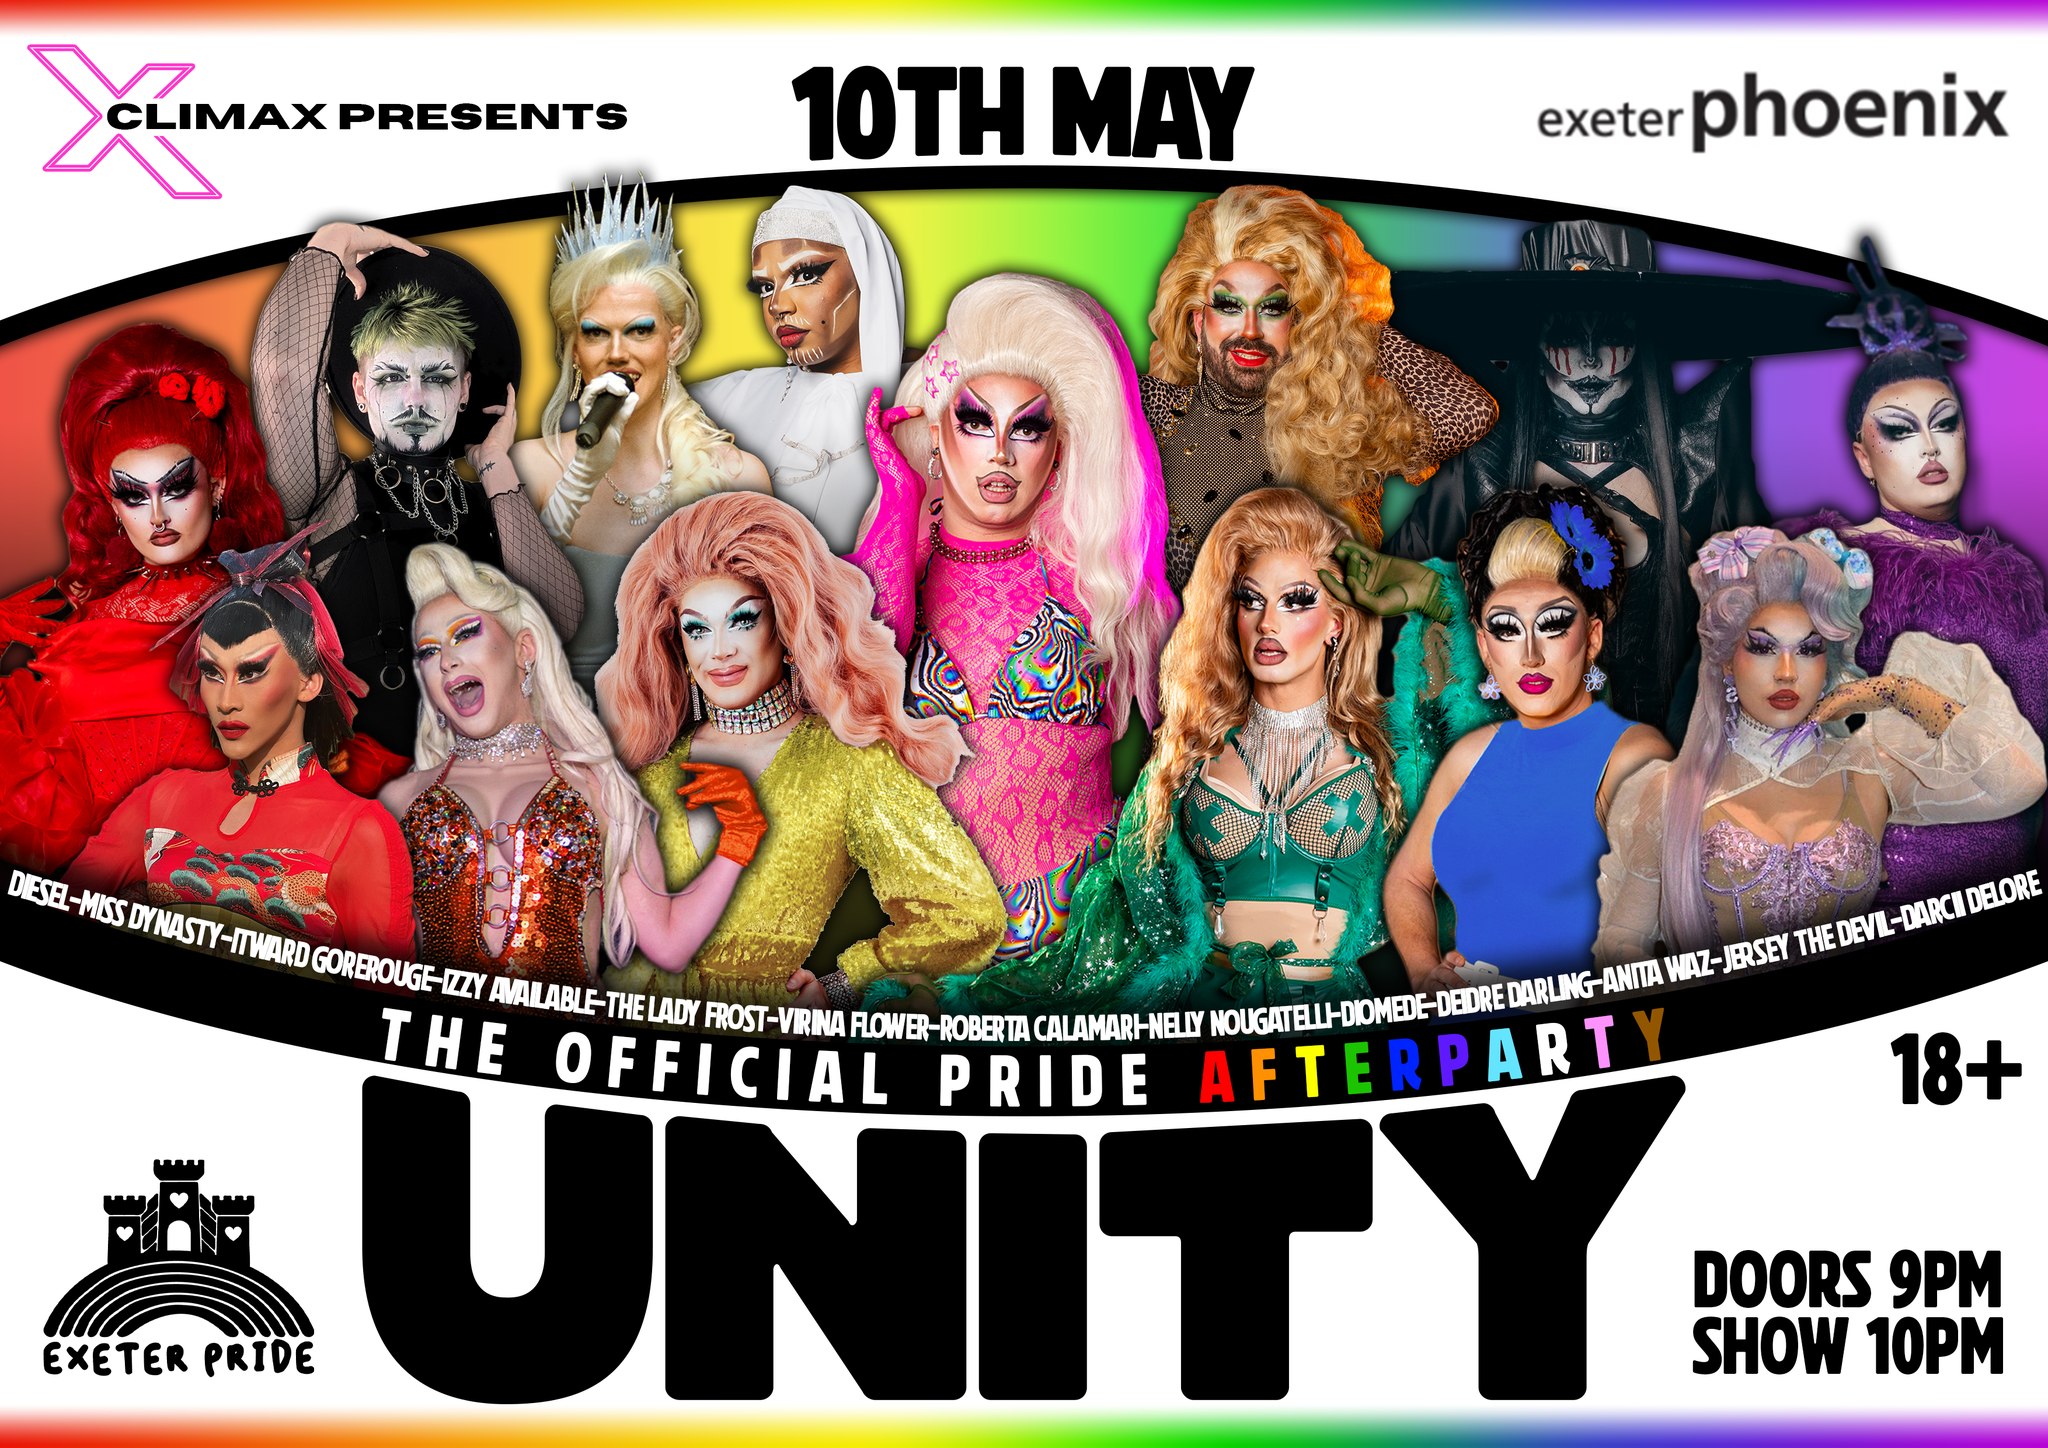 X
CLIMAX PRESENTS
10TH MAY
exeter phoenix
DIESEL-MISS DYNASTY-ITWARD GOREROUGE-IZZY AVAILABLE-THE LADY FROST-VIRINA FLOWER-ROBERTA CALAMARI-NELLY NOUGATELLI-DIOMEDE-DEIDRE DARLING-ANITA WAZ-JERSEY THE DEVIL-DARCII DELORE
THE OFFICIAL PRIDE AFTERPARTY
18+
UNITY
EXETER PRIDE
DOORS 9PM
SHOW 10PM